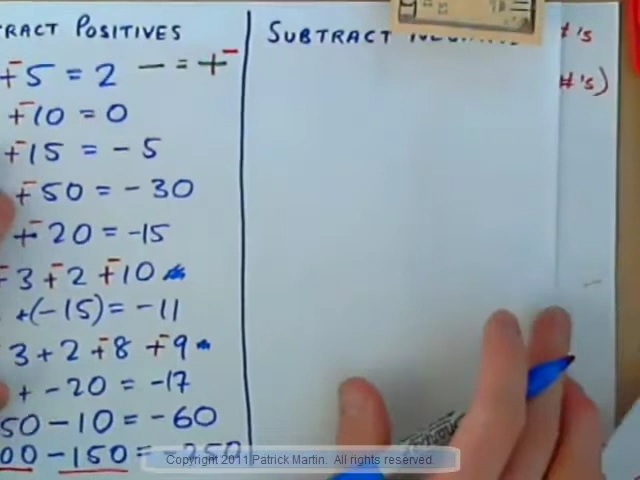 RACT POSITIVES
+-5 = 2 — = +-
+-10 = 0
+-15 = -5
+-50 = -30
+-20 = -15
-3 +-2 +-10
+(-15) = -11
3 + 2 +-8 +-9
+ -20 = -17
50 - 10 = -60
00 - 150 = -250
SUBTRACT #'s
#'s)
Copyright 2011 Patrick Martin. All rights reserved.